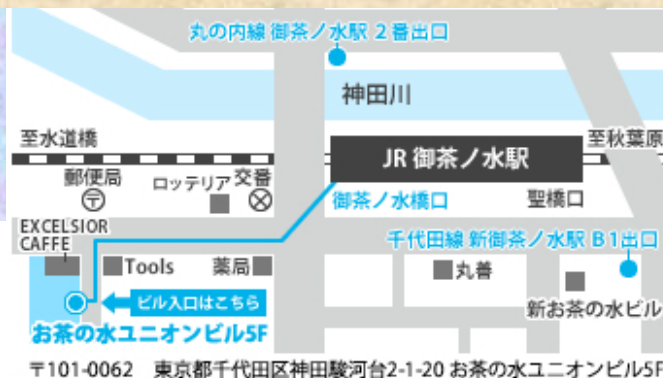 丸の内線 御茶ノ水駅 2番出口
神田川
至水道橋
至秋葉原
JR 御茶ノ水駅
郵便局
ロッテリア
交番
〒
御茶ノ水橋口
聖橋口
EXCELSIOR
CAFFE
千代田線 新御茶ノ水駅 B1出口
Tools
薬局
丸善
ビル入口はこちら
新お茶の水ビル
お茶の水ユニオンビル5F
〒101-0062 東京都千代田区神田駿河台2-1-20 お茶の水ユニオンビル5F